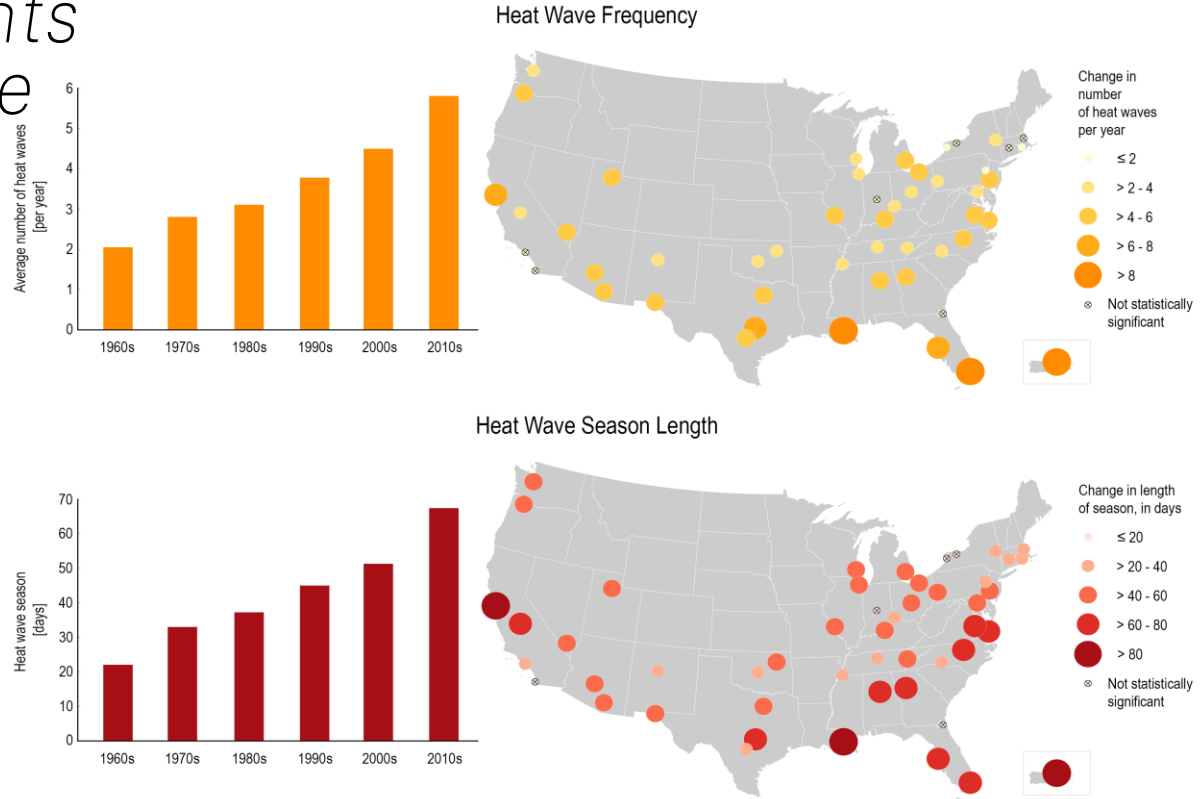 Heat Wave Frequency
Average number of heat waves
[per year]
6
5
4
3
2
1
0
1960s 1970s 1980s 1990s 2000s 2010s
Change in
number
of heat waves
per year
≤ 2
> 2 - 4
> 4 - 6
> 6 - 8
> 8
Not statistically
significant
Heat Wave Season Length
Heat wave season
[days]
70
60
50
40
30
20
10
0
1960s 1970s 1980s 1990s 2000s 2010s
Change in length
of season, in days
≤ 20
> 20 - 40
> 40 - 60
> 60 - 80
> 80
Not statistically
significant